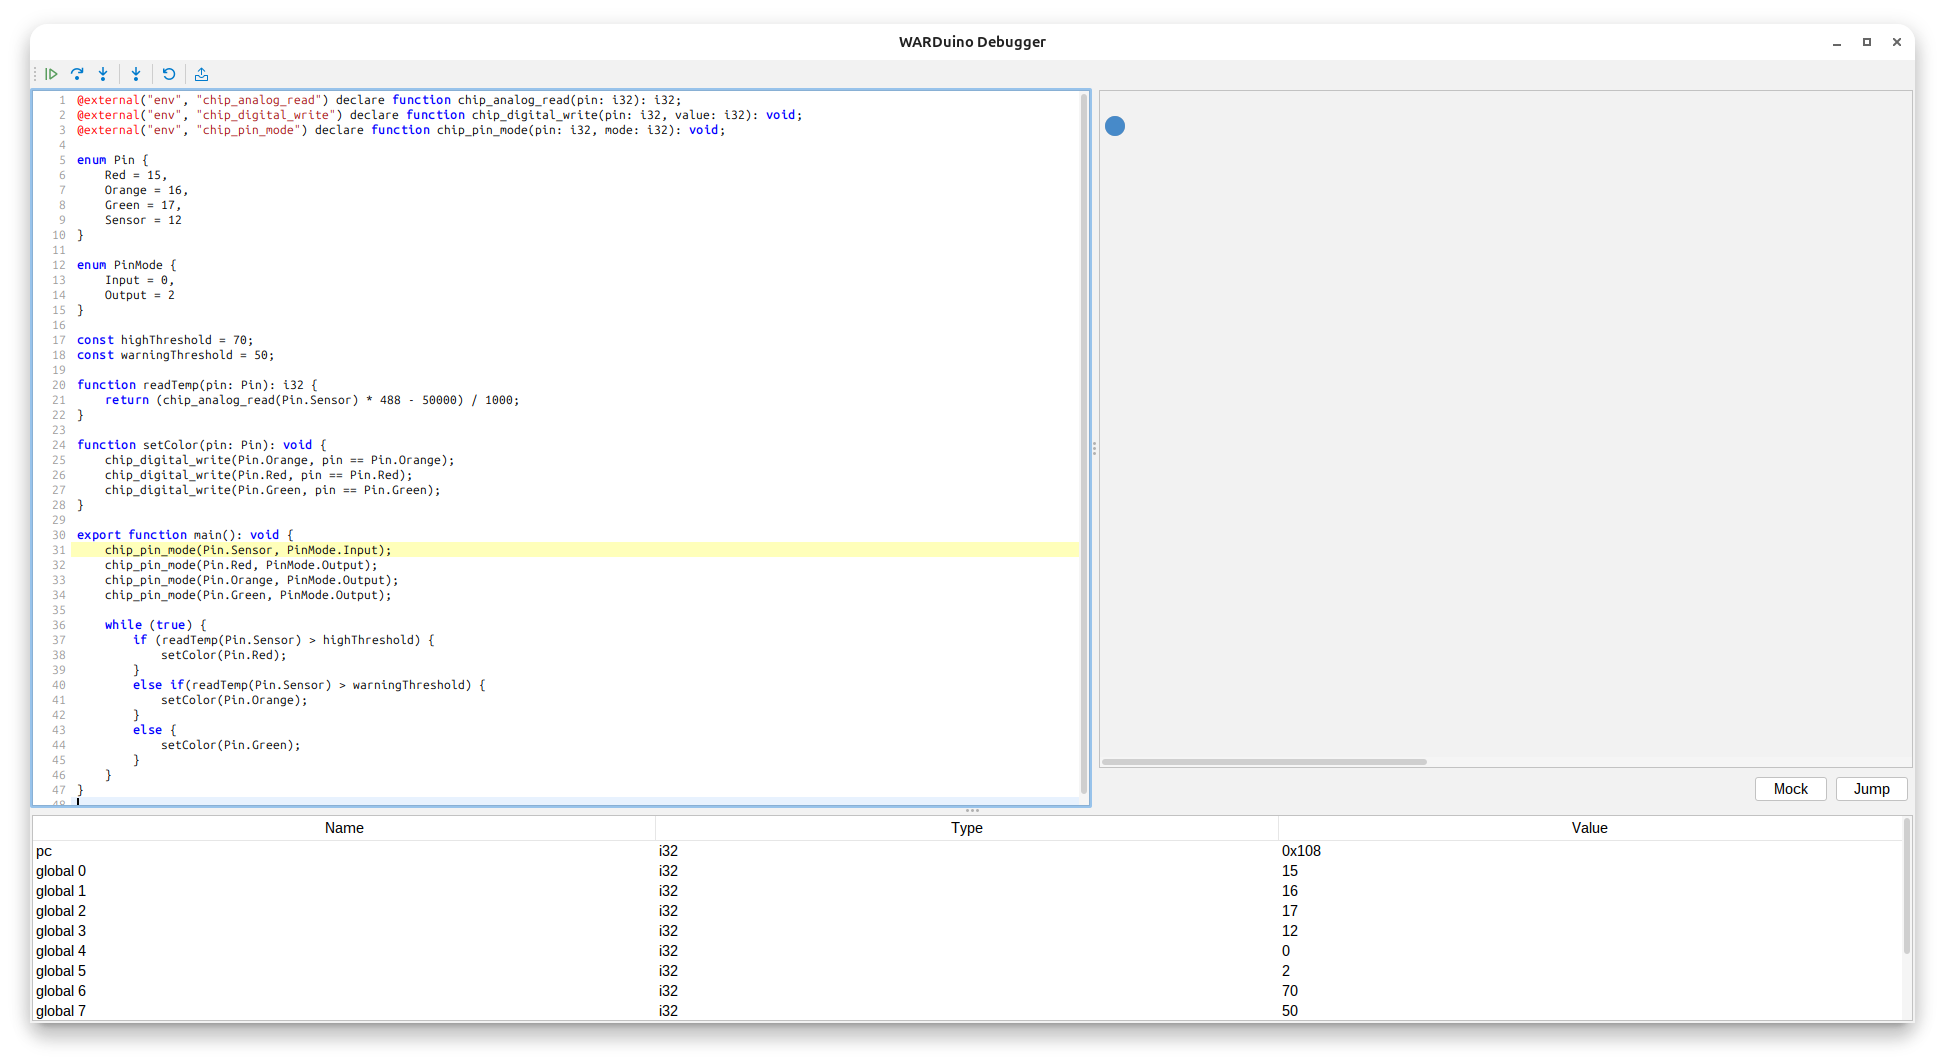 WARDuino Debugger
1 @external("env", "chip_analog_read") declare function chip_analog_read(pin: i32): i32;
2 @external("env", "chip_digital_write") declare function chip_digital_write(pin: i32, value: i32): void;
3 @external("env", "chip_pin_mode") declare function chip_pin_mode(pin: i32, mode: i32): void;
4
5 enum Pin {
6     Red = 15,
7     Orange = 16,
8     Green = 17,
9     Sensor = 12
10 }
11
12 enum PinMode {
13     Input = 0,
14     Output = 2
15 }
16
17 const highThreshold = 70;
18 const warningThreshold = 50;
19
20 function readTemp(pin: Pin): i32 {
21     return (chip_analog_read(Pin.Sensor) * 488 - 50000) / 1000;
22 }
23
24 function setColor(pin: Pin): void {
25     chip_digital_write(Pin.Orange, pin == Pin.Orange);
26     chip_digital_write(Pin.Red, pin == Pin.Red);
27     chip_digital_write(Pin.Green, pin == Pin.Green);
28 }
29
30 export function main(): void {
31     chip_pin_mode(Pin.Sensor, PinMode.Input);
32     chip_pin_mode(Pin.Red, PinMode.Output);
33     chip_pin_mode(Pin.Orange, PinMode.Output);
34     chip_pin_mode(Pin.Green, PinMode.Output);
35
36     while (true) {
37         if (readTemp(Pin.Sensor) > highThreshold) {
38             setColor(Pin.Red);
39         }
40         else if(readTemp(Pin.Sensor) > warningThreshold) {
41             setColor(Pin.Orange);
42         }
43         else {
44             setColor(Pin.Green);
45         }
46     }
47 }
48
Mock Jump
Name Type Value
pc i32 0x108
global 0 i32 15
global 1 i32 16
global 2 i32 17
global 3 i32 12
global 4 i32 0
global 5 i32 2
global 6 i32 70
global 7 i32 50